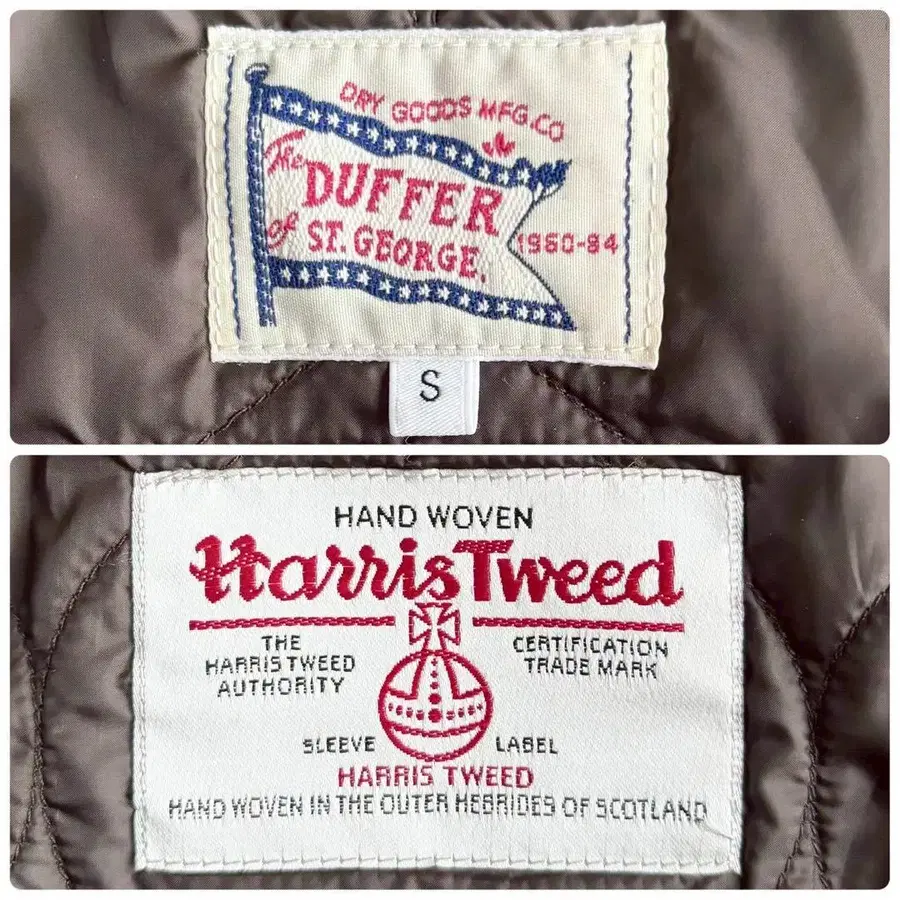 DRY GOODS MFG.CO
The
DUFFER
of ST. GEORGE.
1960-84
S
HAND WOVEN
Harris Tweed
THE
HARRIS TWEED
AUTHORITY
CERTIFICATION
TRADE MARK
SLEEVE LABEL
HARRIS TWEED
HAND WOVEN IN THE OUTER HEBRIDES OF SCOTLAND